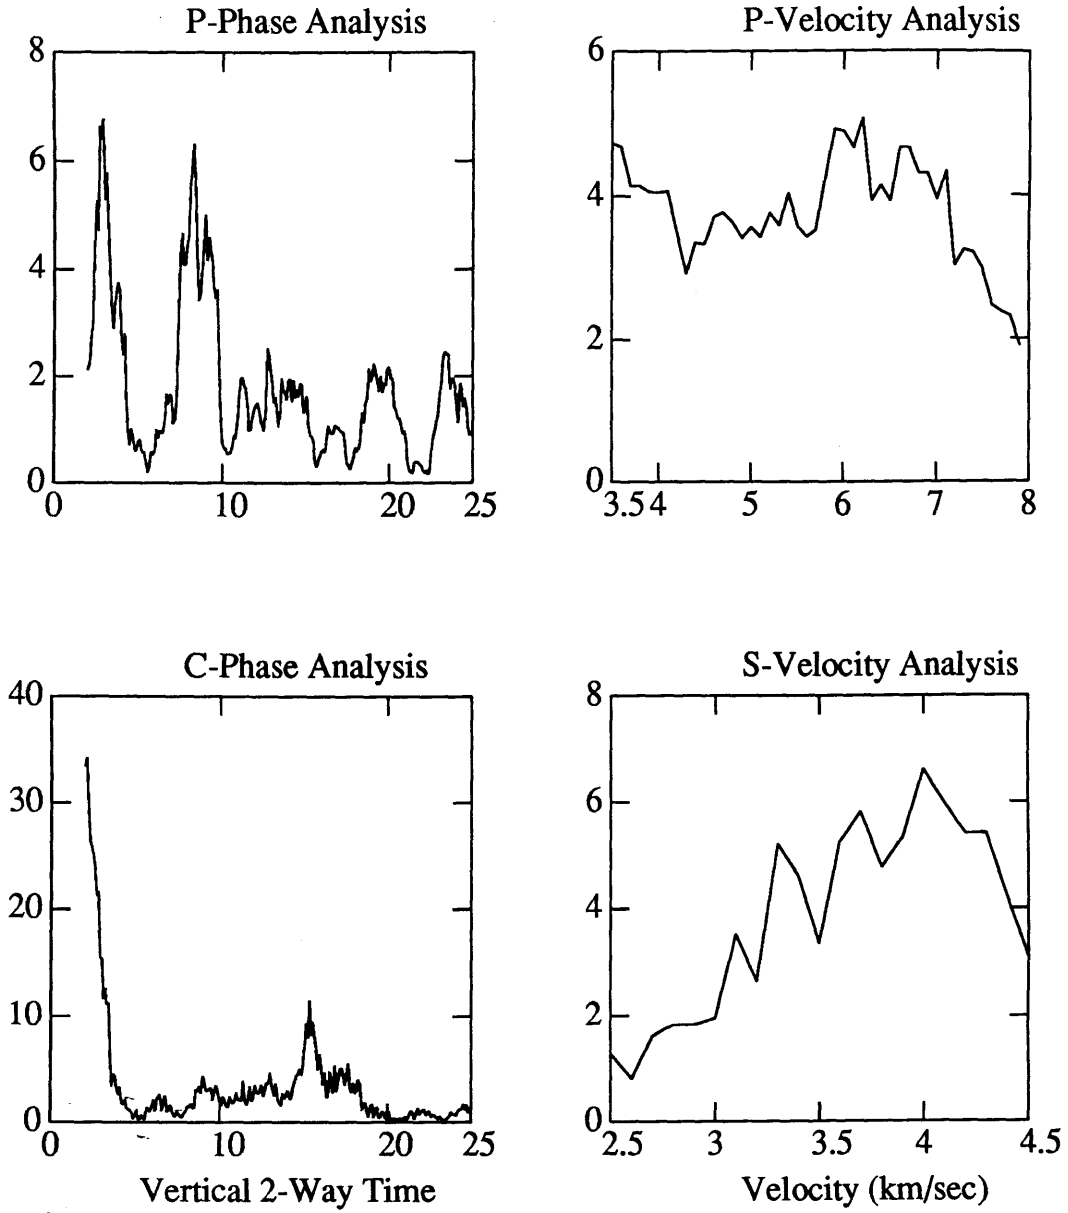 P-Phase Analysis
8
6
4
2
0
0 10 20 25
P-Velocity Analysis
6
4
2
0
3.5 4 5 6 7 8
C-Phase Analysis
40
30
20
10
0
0 10 20 25
Vertical 2-Way Time
S-Velocity Analysis
8
6
4
2
0
2.5 3 3.5 4 4.5
Velocity (km/sec)